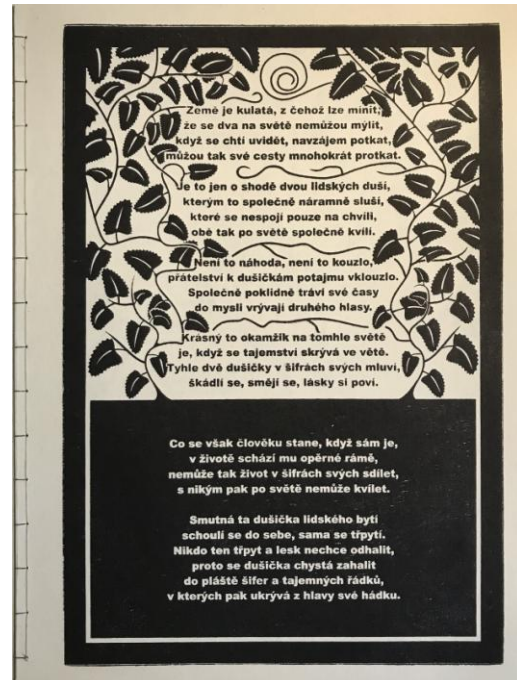 Země je kulatá, z čehož lze mínit,
že se dva na světě nemůžou mýlit,
když se chtí uvidět, navzájem potkat,
můžou tak své cesty mnohokrát protkat.
Je to jen o shodě dvou lidských duší,
kterým to společně náramně sluší,
které se nespojí pouze na chvíli,
obě tak po světě společně kvílí.
Není to náhoda, není to kouzlo,
přátelství k dušičkám potajmu vklouzlo.
Společně poklidně tráví své časy
do mysli vrývají druhého hlasy.
Krásný to okamžik na tomhle světě
je, když se tajemství skrývá ve větě.
Tyhle dvě dušičky v šifrách svých mluví,
škádlí se, smějí se, lásky si poví.
Co se však člověku stane, když sám je,
v životě schází mu opěrné rámě,
nemůže tak život v šifrách svých sdílet,
s nikým pak po světě nemůže kvílet.
Smutná ta dušička lidského bytí
schoulí se do sebe, sama se třpytí.
Nikdo ten třpyt a lesk nechce odhalit,
proto se dušička chystá zahalit
do pláště šifer a tajemných řádků,
v kterých pak ukrývá z hlavy své hádku.